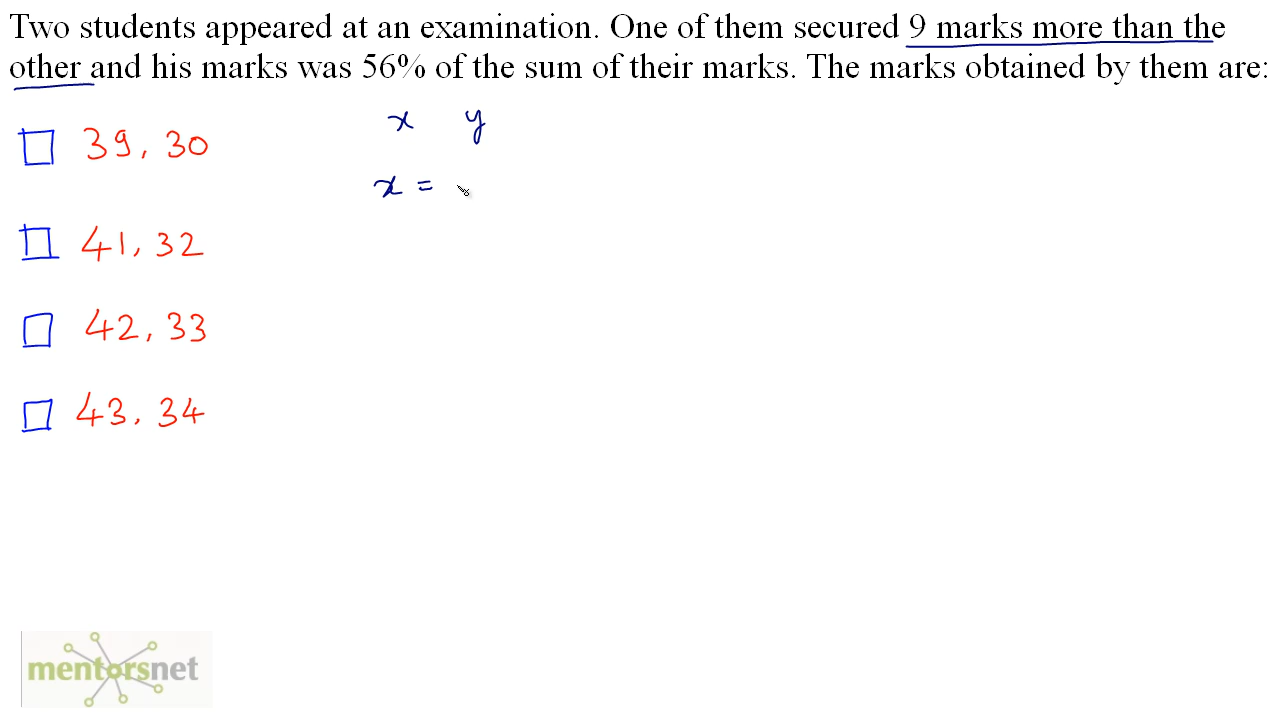 Two students appeared at an examination. One of them secured 9 marks more than the
other and his marks was 56% of the sum of their marks. The marks obtained by them are:
x y
39, 30
x =
41, 32
42, 33
43, 34
mentorsnet